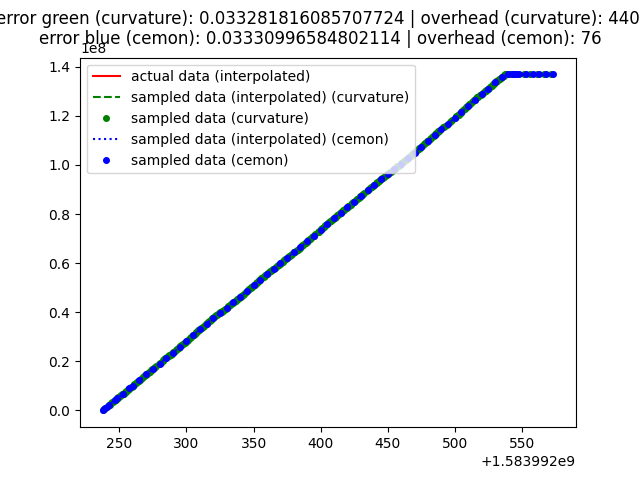 error green (curvature): 0.033281816085707724 | overhead (curvature): 440
error blue (cemon): 0.03330996584802114 | overhead (cemon): 76
1e8
actual data (interpolated)
sampled data (interpolated) (curvature)
sampled data (curvature)
sampled data (interpolated) (cemon)
sampled data (cemon)
1.4
1.2
1.0
0.8
0.6
0.4
0.2
0.0
250 300 350 400 450 500 550
+1.583992e9